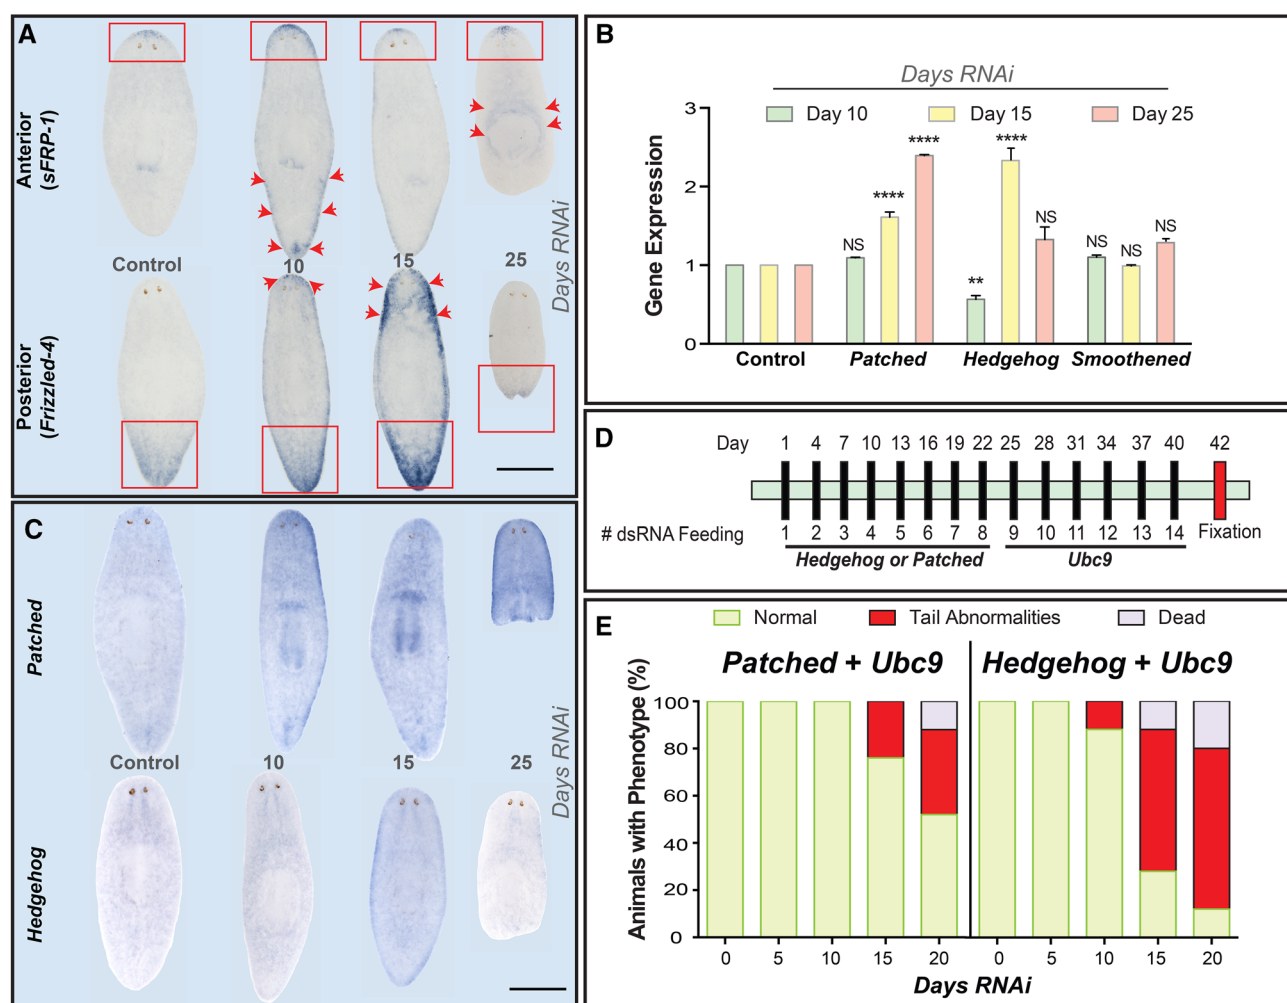 A
Anterior
(sFRP-1)
Control
10
15
25
Days RNAi
Posterior
(Frizzled-4)
B
Days RNAi
Day 10
Day 15
Day 25
Gene Expression
3
2
1
0
NS
****
****
**
****
NS
NS
NS
NS
Control
Patched
Hedgehog
Smoothened
C
Patched
Control
10
15
25
Days RNAi
Hedgehog
D
Day 1 4 7 10 13 16 19 22 25 28 31 34 37 40 42
# dsRNA Feeding 1 2 3 4 5 6 7 8 9 10 11 12 13 14 Fixation
Hedgehog or Patched
Ubc9
E
Normal
Tail Abnormalities
Dead
Patched + Ubc9
Hedgehog + Ubc9
Animals with Phenotype (%)
100
80
60
40
20
0
0 5 10 15 20 0 5 10 15 20
Days RNAi